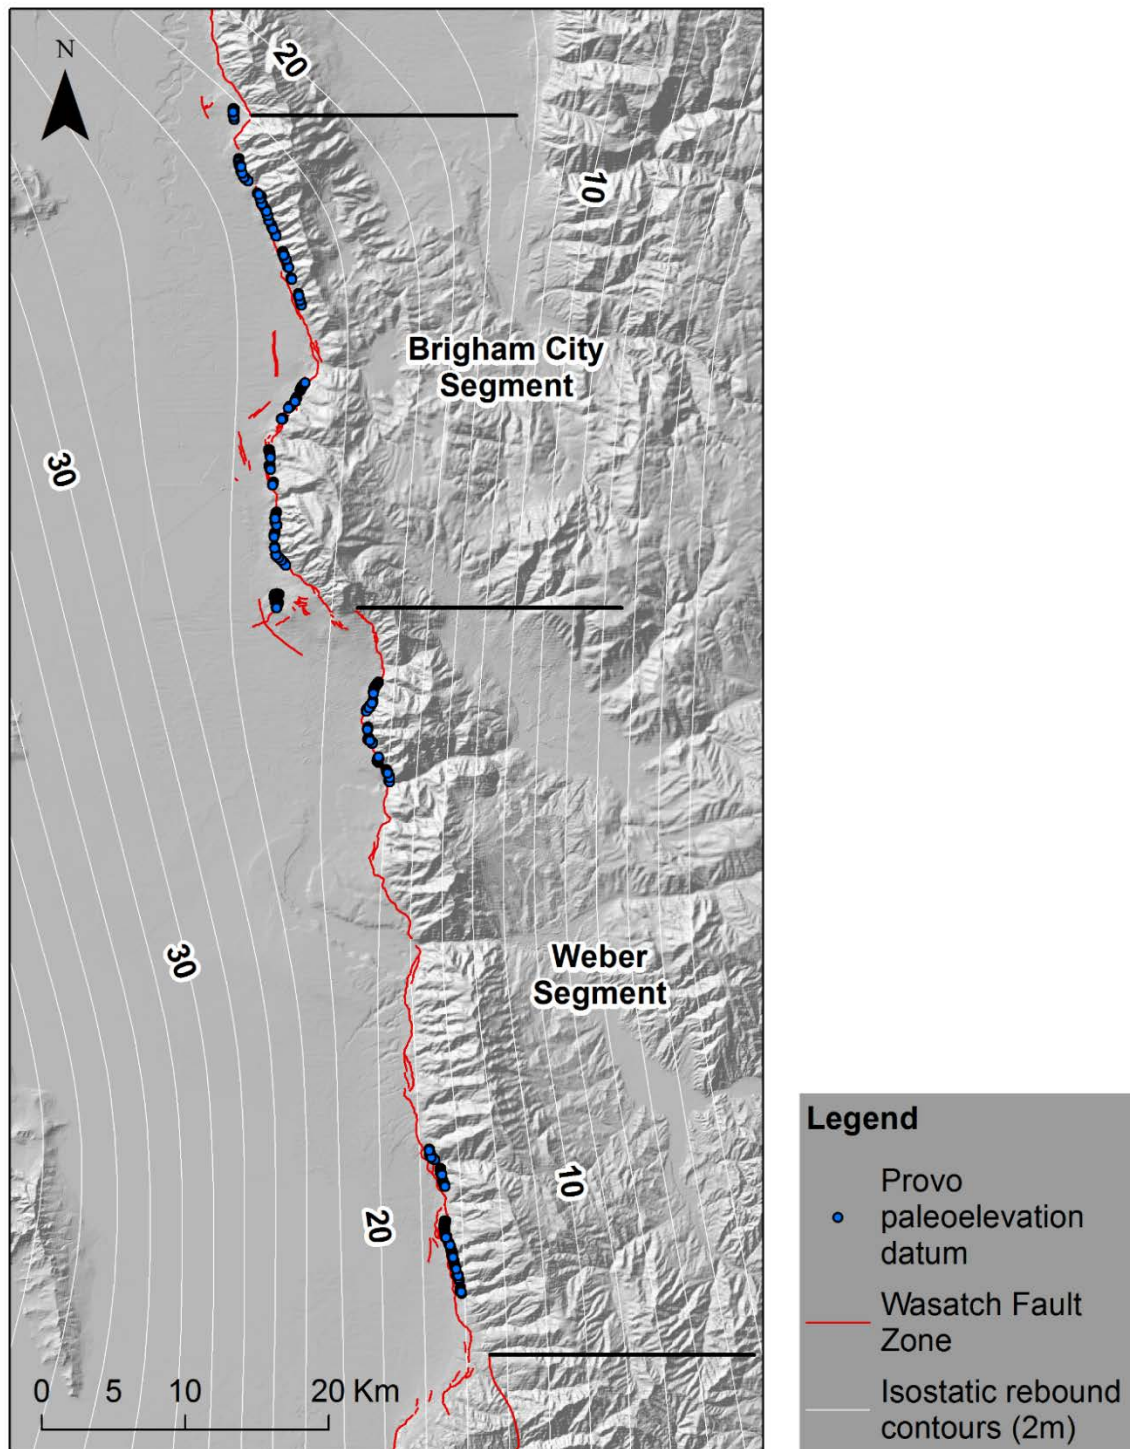 20
N
10
Brigham City
Segment
30
Weber
Segment
30
10
20
0 5 10 20 Km
Legend
Provo
paleoelevation
datum
Wasatch Fault
Zone
Isostatic rebound
contours (2m)